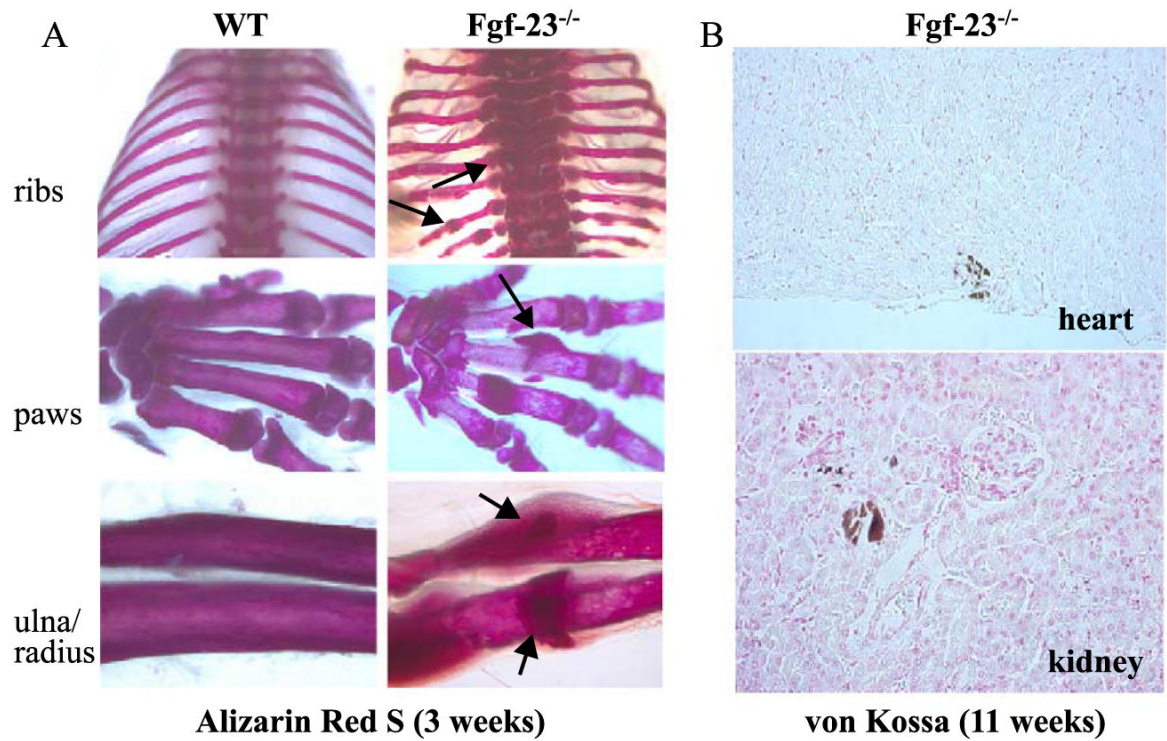 A
WT
Fgf-23-/-
B
Fgf-23-/-
ribs
paws
ulna/
radius
heart
kidney
Alizarin Red S (3 weeks)
von Kossa (11 weeks)